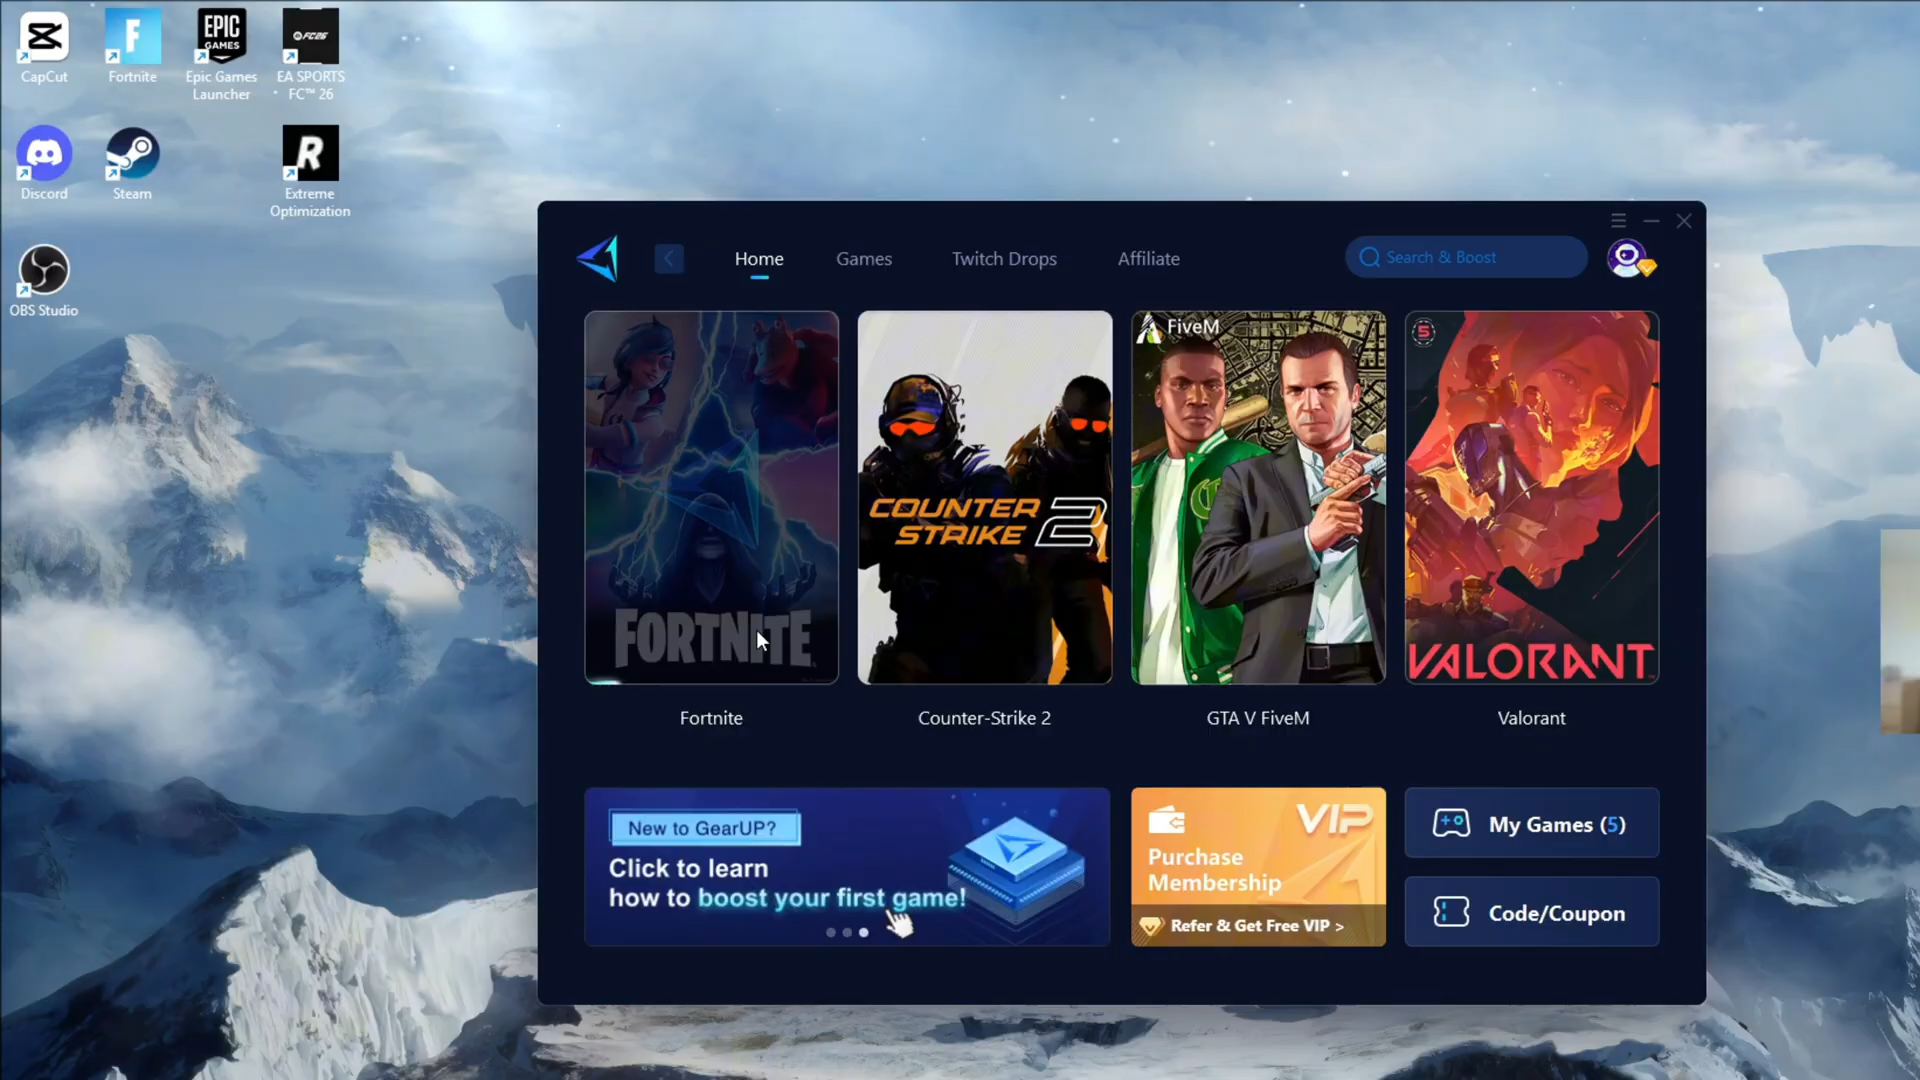 CapCut
F
Fortnite
EPIC
GAMES
Epic Games
Launcher
FC26
EA SPORTS
FC™ 26
Discord
Steam
R
Extreme
Optimization
OBS Studio
Home
Games
Twitch Drops
Affiliate
Search & Boost
FORTNITE
COUNTER
STRIKE 2
FiveM
5
VALORANT
Fortnite
Counter-Strike 2
GTA V FiveM
Valorant
New to GearUP?
Click to learn
how to boost your first game!
VIP
Purchase
Membership
Refer & Get Free VIP >
My Games (5)
Code/Coupon